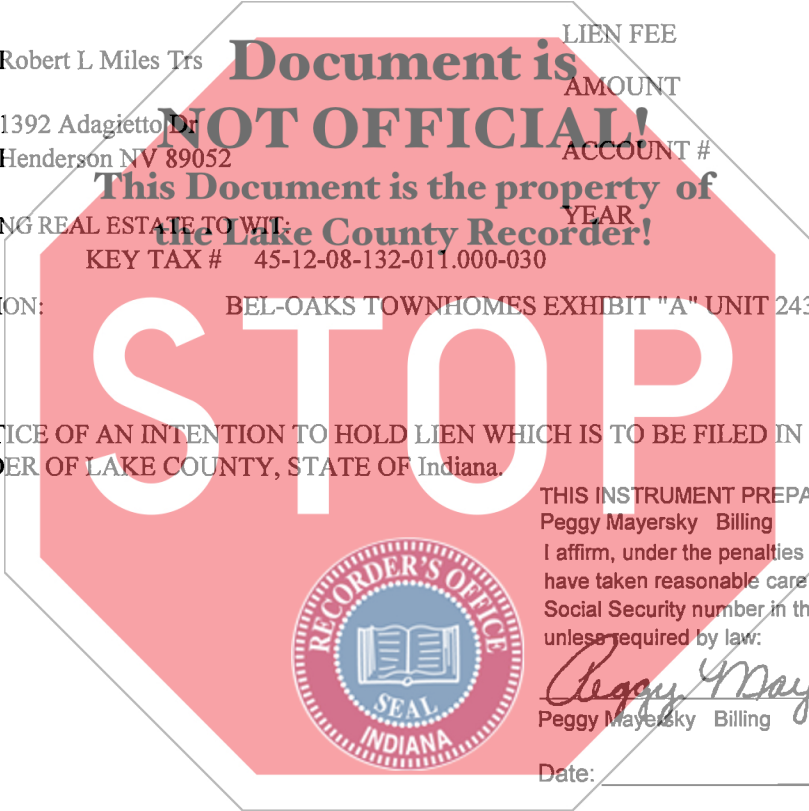 LIEN FEE
Robert L Miles Trs
Document is
AMOUNT
NOT OFFICIAL!
1392 Adagietto Dr
ACCOUNT #
Henderson NV 89052
This Document is the property of
YEAR
NG REAL ESTATE TO WIT:
the Lake County Recorder!
KEY TAX # 45-12-08-132-011.000-030
ION: BEL-OAKS TOWNHOMES EXHIBIT "A" UNIT 243
STOP
TICE OF AN INTENTION TO HOLD LIEN WHICH IS TO BE FILED IN
DER OF LAKE COUNTY, STATE OF Indiana.
THIS INSTRUMENT PREPA
Peggy Mayersky Billing
I affirm, under the penalties
have taken reasonable care
Social Security number in th
unless required by law:
Peggy May
Peggy Mayersky Billing
Date:
RECORDER'S OFFICE
SEAL
INDIANA